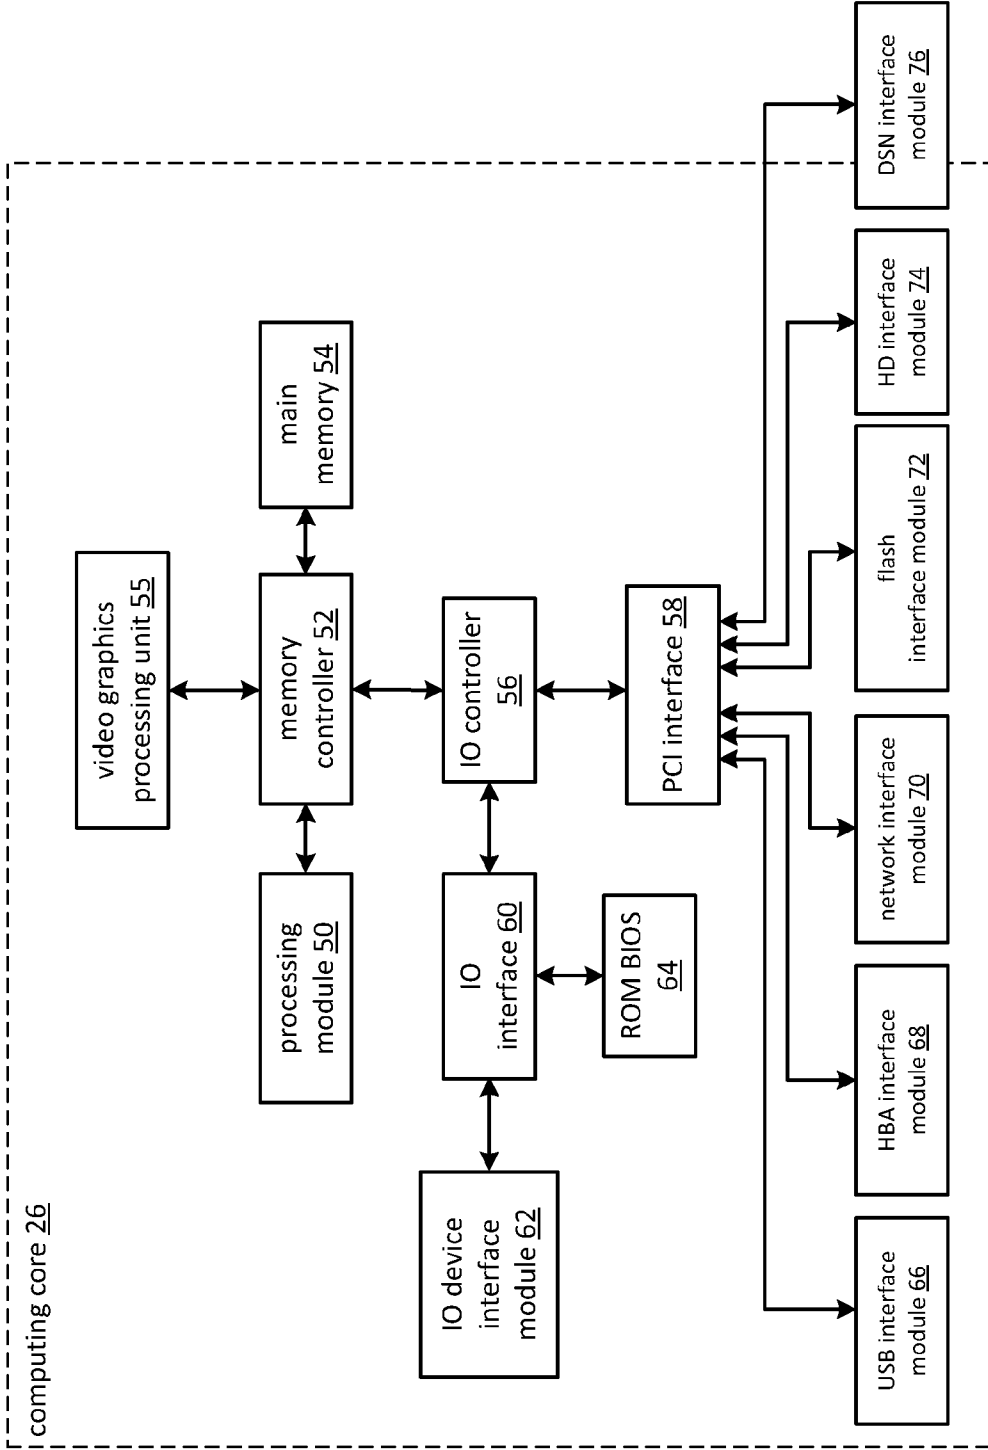 computing core 26
video graphics
processing unit 55
processing
module 50
memory
controller 52
main
memory 54
IO device
interface
module 62
IO
interface 60
IO controller
56
ROM BIOS
64
PCI interface 58
USB interface
module 66
HBA interface
module 68
network interface
module 70
flash
interface module 72
HD interface
module 74
DSN interface
module 76